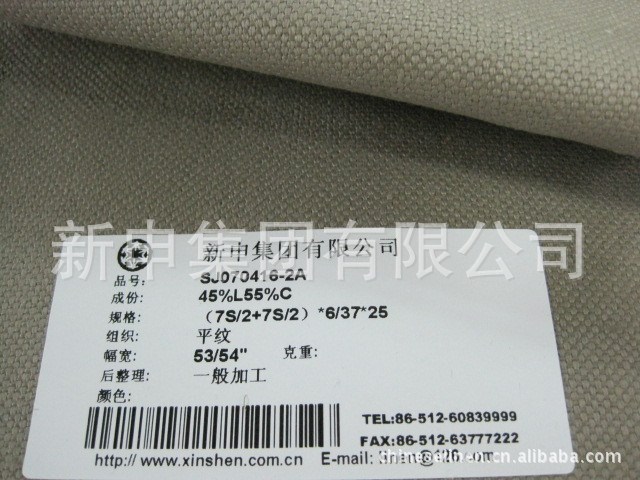 新申集团有限公司
新申集团有限公司
品号: SJ070416-2A
成份: 45%L55%C
规格: （7S/2+7S/2）*6/37*25
组织: 平纹
幅宽: 53/54" 克重:
后整理: 一般加工
颜色:
TEL:86-512-60839999
FAX:86-512-63777222
http://www.xinshen.com.cn E-mail: